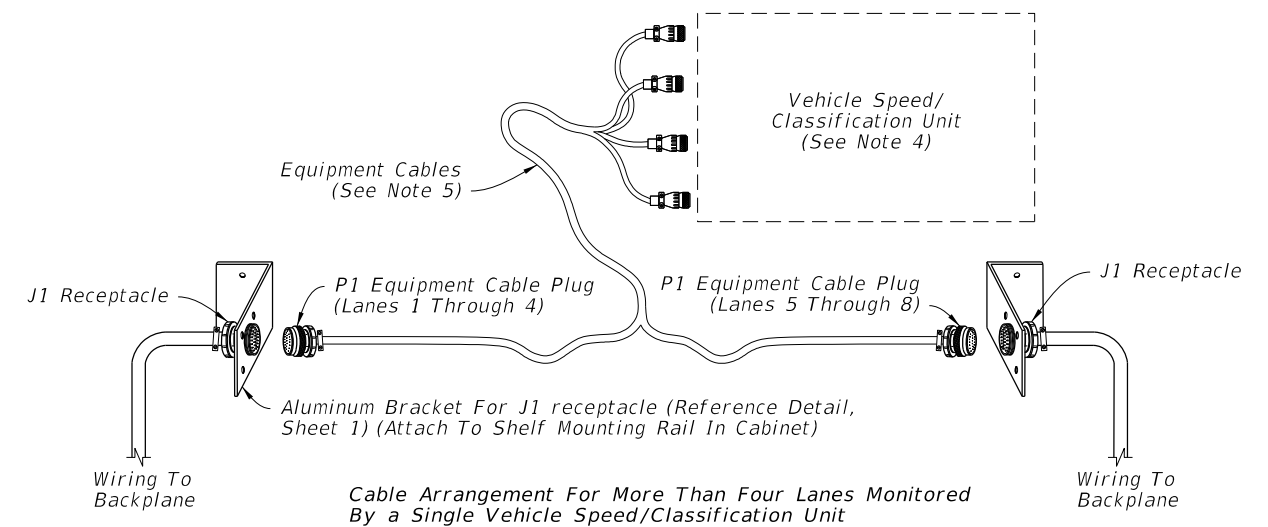 Vehicle Speed/
Classification Unit
(See Note 4)
Equipment Cables
(See Note 5)
J1 Receptacle
P1 Equipment Cable Plug
(Lanes 1 Through 4)
P1 Equipment Cable Plug
(Lanes 5 Through 8)
J1 Receptacle
Aluminum Bracket For J1 receptacle (Reference Detail,
Sheet 1) (Attach To Shelf Mounting Rail In Cabinet)
Wiring To
Backplane
Wiring To
Backplane
Cable Arrangement For More Than Four Lanes Monitored
By a Single Vehicle Speed/Classification Unit